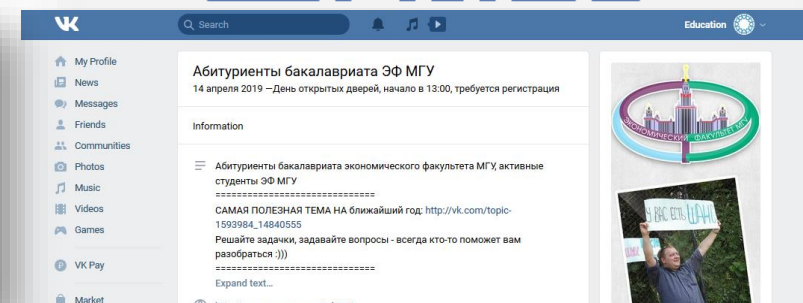 Search
Education
My Profile
News
Messages
Friends
Communities
Photos
Music
Videos
Games
VK Pay
Market
Абитуриенты бакалавриата ЭФ МГУ
14 апреля 2019 —День открытых дверей, начало в 13:00, требуется регистрация
Information
Абитуриенты бакалавриата экономического факультета МГУ, активные
студенты ЭФ МГУ
==============================
САМАЯ ПОЛЕЗНАЯ ТЕМА НА ближайший год: http://vk.com/topic-
1593984_14840555
Решайте задачки, задавайте вопросы - всегда кто-то поможет вам
разобраться :)))
==============================
Expand text...
ЭКОНОМИЧЕСКИЙ ФАКУЛЬТЕТ МГУ
У ВАС ЕСТЬ ШАНС